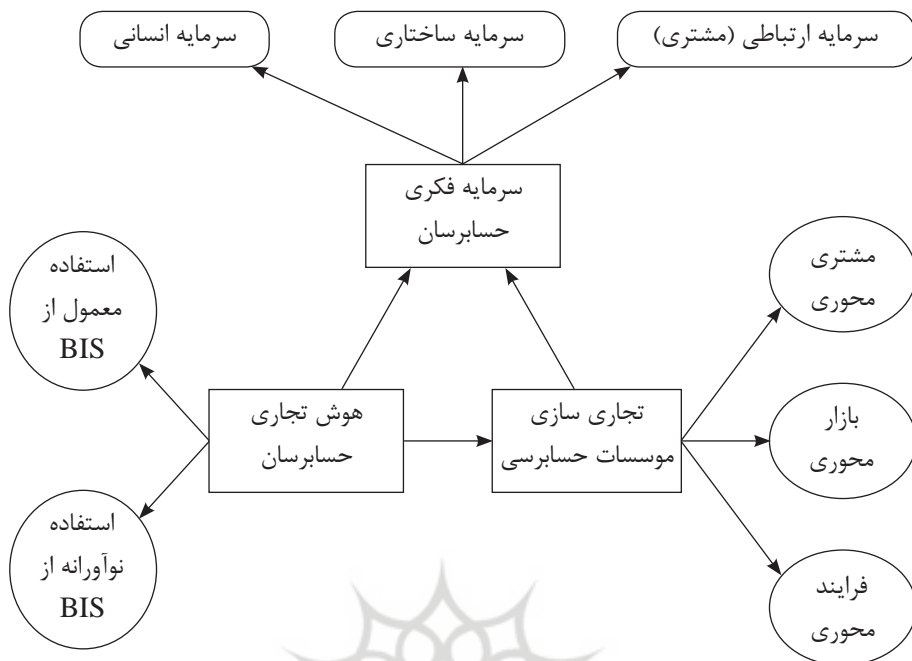 سرمایه ارتباطی (مشتری)
سرمایه ساختاری
سرمایه انسانی
سرمایه فکری
حسابرسان
مشتری
محوری
استفاده
معمول از
BIS
تجاری سازی
موسسات حسابرسی
هوش تجاری
حسابرسان
بازار
محوری
استفاده
نوآورانه از
BIS
فرایند
محوری